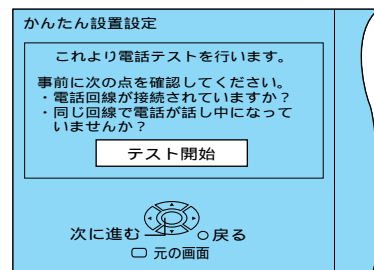 かんたん設置設定
これより電話テストを行います。
事前に次の点を確認してください。
・電話回線が接続されていますか?
・同じ回線で電話が話し中になって
いませんか?
テスト開始
次に進む
戻る
元の画面